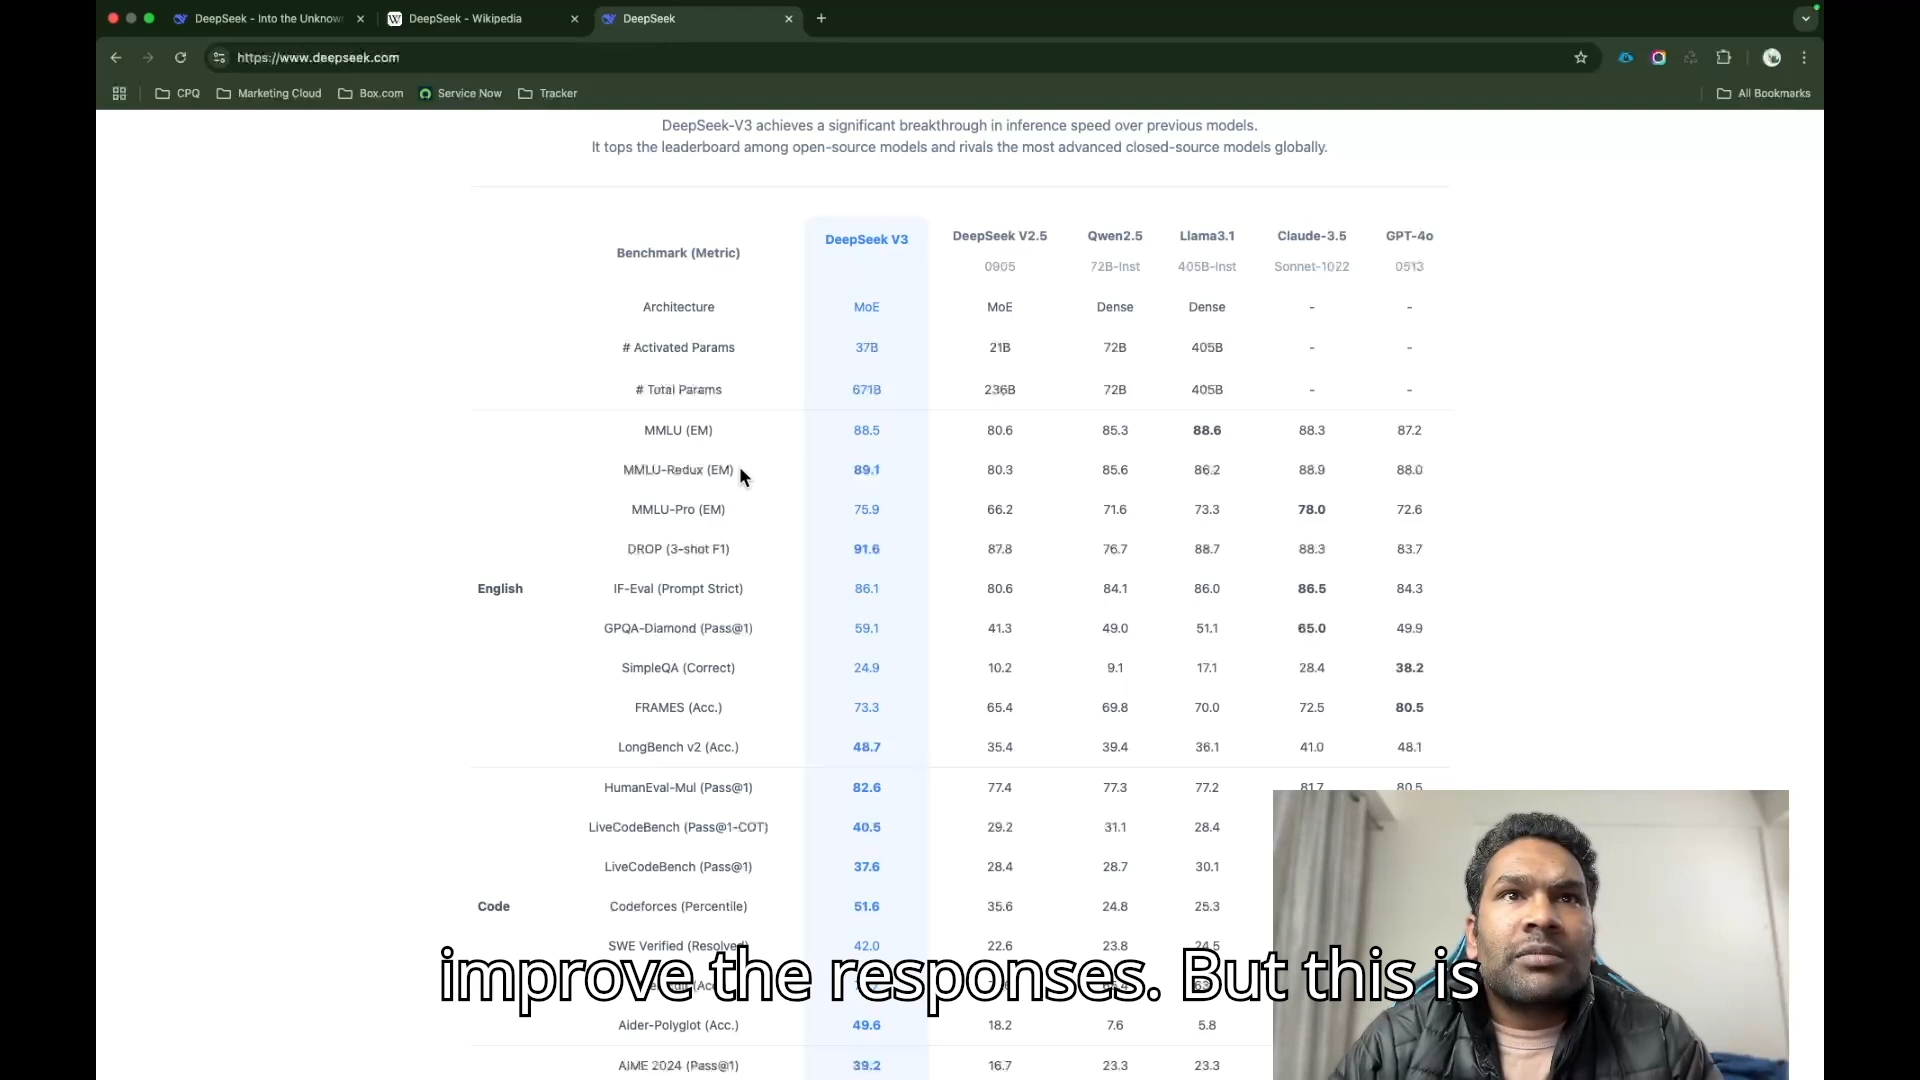 DeepSeek - Into the Unknow
DeepSeek - Wikipedia
DeepSeek
https://www.deepseek.com
CPQ
Marketing Cloud
Box.com
Service Now
Tracker
All Bookmarks
DeepSeek-V3 achieves a significant breakthrough in inference speed over previous models.
It tops the leaderboard among open-source models and rivals the most advanced closed-source models globally.
Benchmark (Metric) DeepSeek V3 DeepSeek V2.5 Qwen2.5 Llama3.1 Claude-3.5 GPT-4o
0905 72B-Inst 405B-Inst Sonnet-1022 0513
Architecture MoE MoE Dense Dense - -
# Activated Params 37B 21B 72B 405B - -
# Total Params 671B 236B 72B 405B - -
English
MMLU (EM) 88.5 80.6 85.3 88.6 88.3 87.2
MMLU-Redux (EM) 89.1 80.3 85.6 86.2 88.9 88.0
MMLU-Pro (EM) 75.9 66.2 71.6 73.3 78.0 72.6
DROP (3-shot F1) 91.6 87.8 76.7 88.7 88.3 83.7
IF-Eval (Prompt Strict) 86.1 80.6 84.1 86.0 86.5 84.3
GPQA-Diamond (Pass@1) 59.1 41.3 49.0 51.1 65.0 49.9
SimpleQA (Correct) 24.9 10.2 9.1 17.1 28.4 38.2
FRAMES (Acc.) 73.3 65.4 69.8 70.0 72.5 80.5
LongBench v2 (Acc.) 48.7 35.4 39.4 36.1 41.0 48.1
Code
HumanEval-Mul (Pass@1) 82.6 77.4 77.3 77.2 81.7 80.5
LiveCodeBench (Pass@1-COT) 40.5 29.2 31.1 28.4
LiveCodeBench (Pass@1) 37.6 28.4 28.7 30.1
Codeforces (Percentile) 51.6 35.6 24.8 25.3
SWE Verified (Resolved) 42.0 22.6 23.8 24.5
improve the responses. But this is
Aider-Polyglot (Acc.) 49.6 18.2 7.6 5.8
AIME 2024 (Pass@1) 39.2 16.7 23.3 23.3